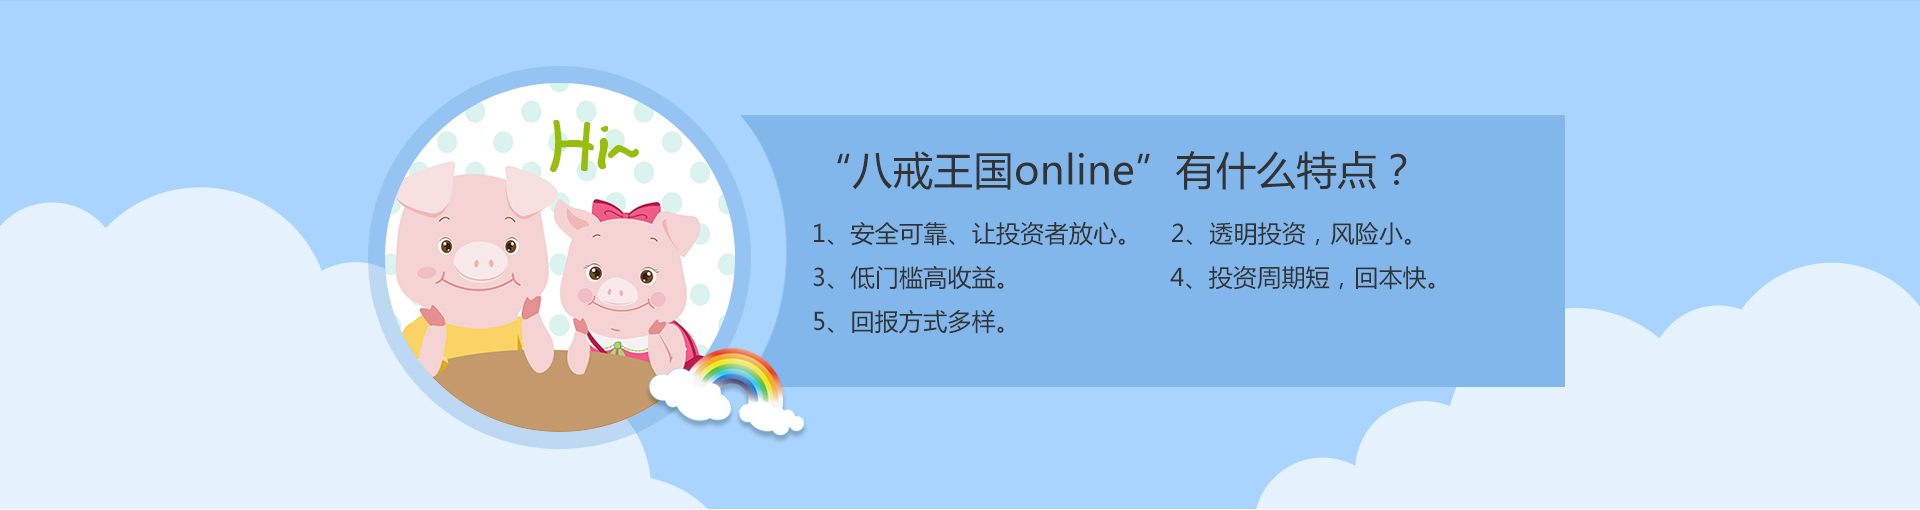 Hi~
“八戒王国online”有什么特点？
1、安全可靠、让投资者放心。 2、透明投资，风险小。
3、低门槛高收益。 4、投资周期短，回本快。
5、回报方式多样。